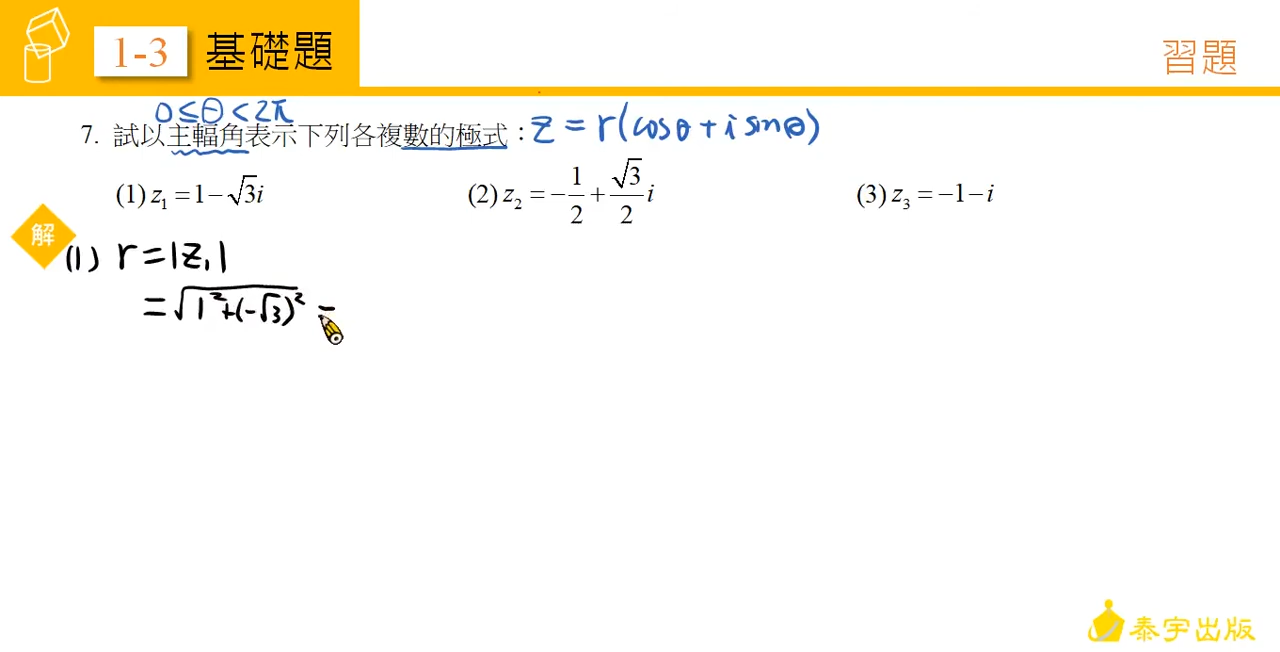 1-3 基礎題
習題
0≤θ<2π
7. 試以主輻角表示下列各複數的極式：z=r(cosθ+i sinθ)
(1) z₁=1−√3i (2) z₂=−1/2+√3/2 i (3) z₃=−1−i
解
(1) r=|z₁|
=√(1²+(-√3)²) =
泰宇出版